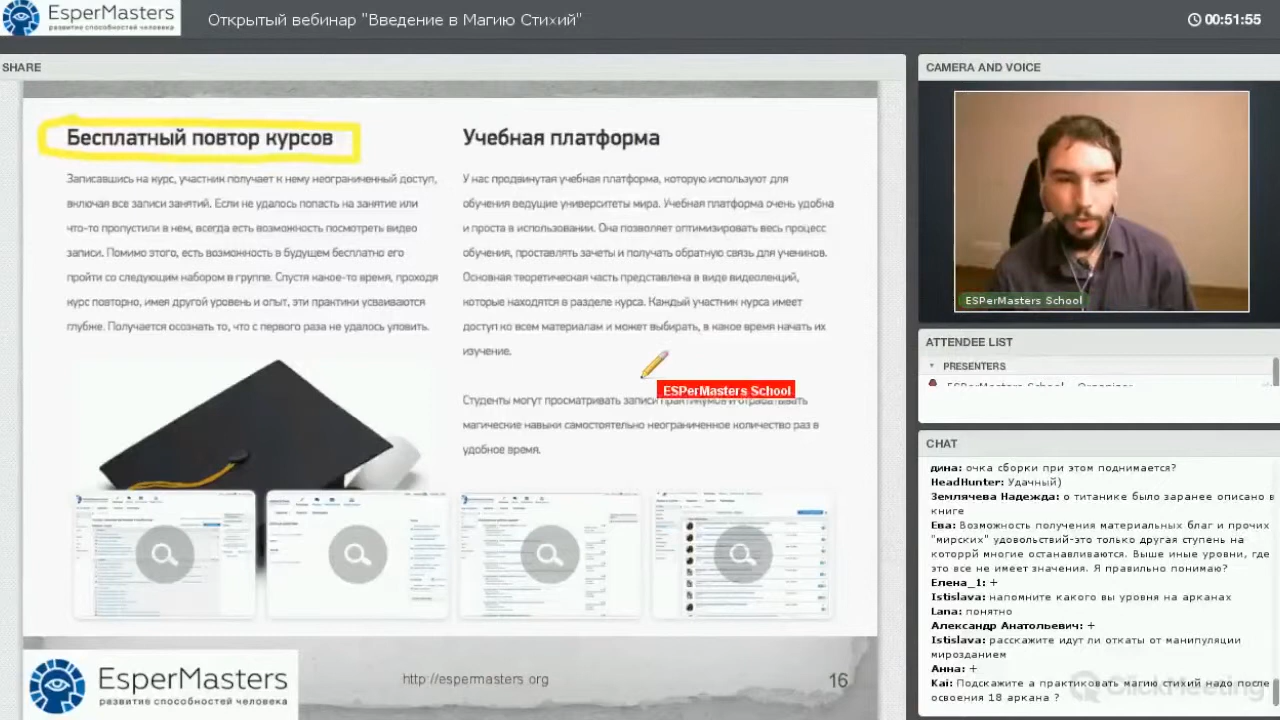 EsperMasters
развитие способностей человека
Открытый вебинар "Введение в Магию Стихий"
00:51:55
SHARE
Бесплатный повтор курсов
Записавшись на курс, участник получает к нему неограниченный доступ,
включая все записи занятий. Если не удалось попасть на занятие или
что-то пропустили в нем, всегда есть возможность посмотреть видео
записи. Помимо этого, есть возможность в будущем бесплатно его
пройти со следующим набором в группе. Спустя какое-то время, проходя
курс повторно, имея другой уровень и опыт, эти практики усваиваются
глубже. Получается осознать то, что с первого раза не удалось уловить.
Учебная платформа
У нас продвинутая учебная платформа, которую используют для
обучения ведущие университеты мира. Учебная платформа очень удобна
и проста в использовании. Она позволяет оптимизировать весь процесс
обучения, проставлять зачеты и получать обратную связь для учеников.
Основная теоретическая часть представлена в виде видеолекций,
которые находятся в разделе курса. Каждый участник курса имеет
доступ ко всем материалам и может выбирать, в какое время начать их
изучение.
ESPerMasters School
Студенты могут просматривать записи практикумов и отрабатывать
магические навыки самостоятельно неограниченное количество раз в
удобное время.
EsperMasters
развитие способностей человека
http://espermasters.org
16
CAMERA AND VOICE
ESPerMasters School
ATTENDEE LIST
PRESENTERS
ESPerMasters School - Organizer
CHAT
дина: очка сборки при этом поднимается?
HeadHunter: Удачный)
Землячева Надежда: о титанике было заранее описано в
книге
Ева: Возможность получения материальных благ и прочих
"мирских" удовольствий-это только другая ступень на
которрй многие останавливаются. Выше иные уровни, где
это все не имеет значения. Я правильно понимаю?
Елена_1: +
Istislava: напомните какого вы уровня на арканах
Lana: понятно
Александр Анатольевич: +
Istislava: расскажите идут ли откаты от манипуляции
мирозданием
Анна: +
Kai: Подскажите а практиковать магию стихий надо после
освоения 18 аркана ?
ClickMeeting